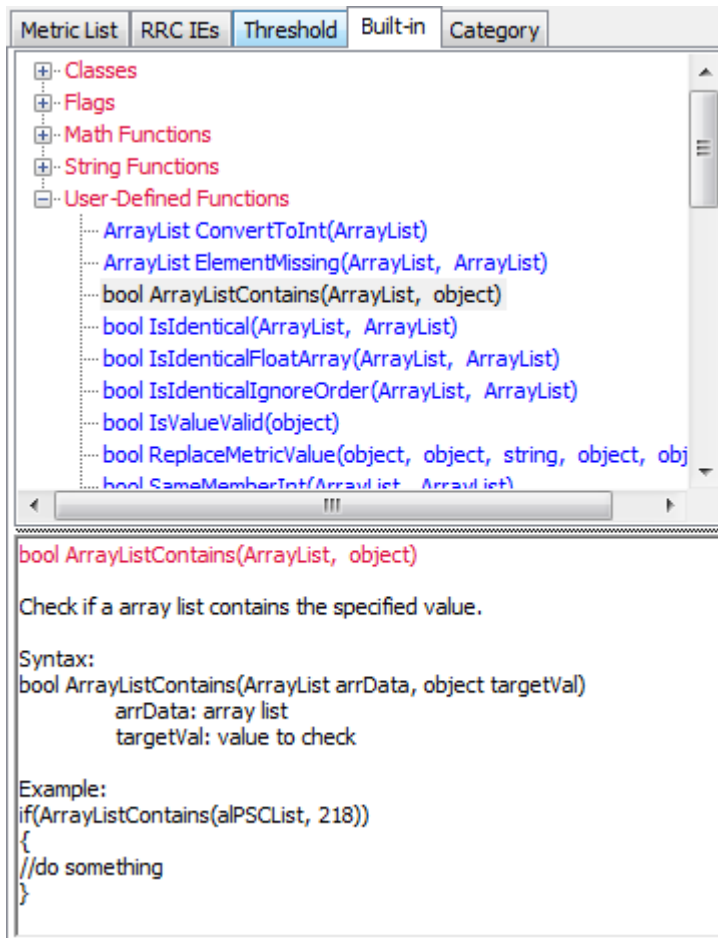 Metric List RRC IEs Threshold Built-in Category
Classes
Flags
Math Functions
String Functions
User-Defined Functions
ArrayList ConvertToInt(ArrayList)
ArrayList ElementMissing(ArrayList, ArrayList)
bool ArrayListContains(ArrayList, object)
bool IsIdentical(ArrayList, ArrayList)
bool IsIdenticalFloatArray(ArrayList, ArrayList)
bool IsIdenticalIgnoreOrder(ArrayList, ArrayList)
bool IsValueValid(object)
bool ReplaceMetricValue(object, object, string, object, obj
bool SameMemberInt(ArrayList, ArrayList)
bool ArrayListContains(ArrayList, object)
Check if a array list contains the specified value.
Syntax:
bool ArrayListContains(ArrayList arrData, object targetVal)
arrData: array list
targetVal: value to check
Example:
if(ArrayListContains(alPSCList, 218))
{
//do something
}